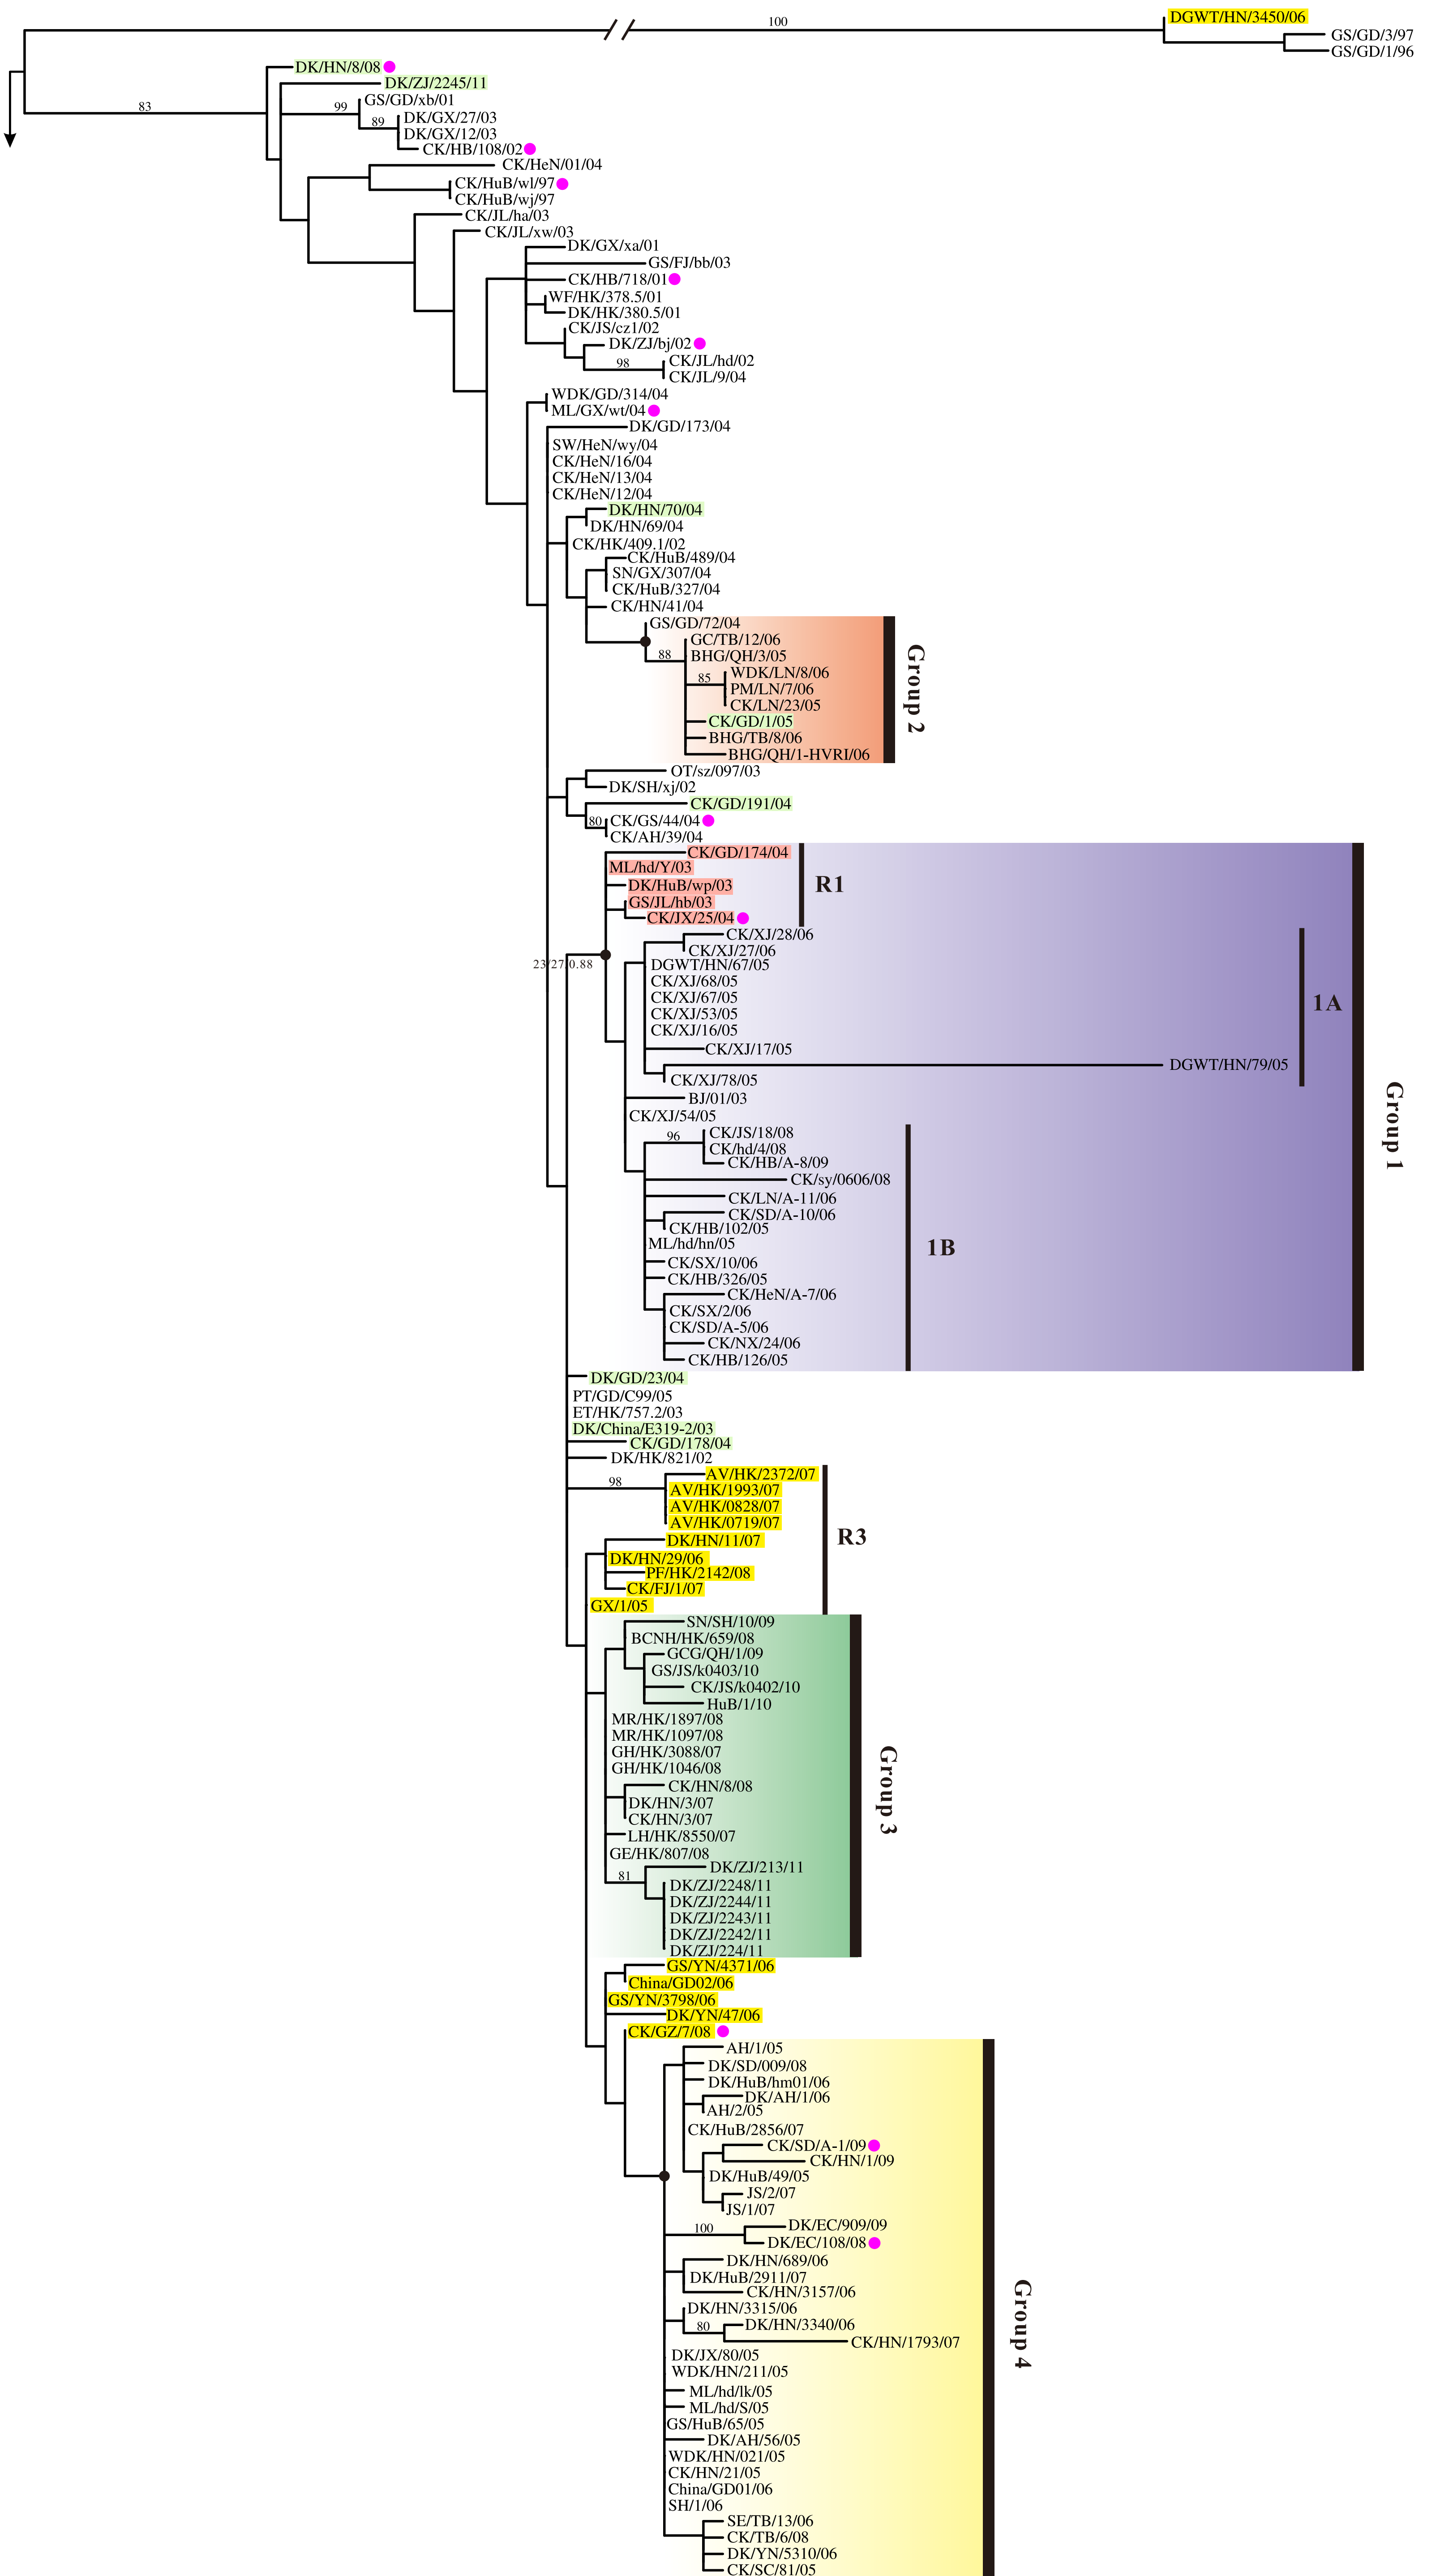 100
DGWT/HN/3450/06
GS/GD/3/97
GS/GD/1/96
DK/HN/8/08
DK/ZJ/2245/11
83
99
GS/GD/xb/01
89
DK/GX/27/03
DK/GX/12/03
CK/HB/108/02
CK/HeN/01/04
CK/HuB/wl/97
CK/HuB/wj/97
CK/JL/ha/03
CK/JL/xw/03
DK/GX/xa/01
GS/FJ/bb/03
CK/HB/718/01
WF/HK/378.5/01
DK/HK/380.5/01
CK/JS/cz1/02
DK/ZJ/bj/02
98
CK/JL/hd/02
CK/JL/9/04
WDK/GD/314/04
ML/GX/wt/04
DK/GD/173/04
SW/HeN/wy/04
CK/HeN/16/04
CK/HeN/13/04
CK/HeN/12/04
DK/HN/70/04
DK/HN/69/04
CK/HK/409.1/02
CK/HuB/489/04
SN/GX/307/04
CK/HuB/327/04
CK/HN/41/04
GS/GD/72/04
GC/TB/12/06
88
BHG/QH/3/05
WDK/LN/8/06
85
PM/LN/7/06
CK/LN/23/05
CK/GD/1/05
BHG/TB/8/06
BHG/QH/1-HVRI/06
Group 2
OT/sz/097/03
DK/SH/xj/02
CK/GD/191/04
80
CK/GS/44/04
CK/AH/39/04
CK/GD/174/04
ML/hd/Y/03
DK/HuB/wp/03
GS/JL/hb/03
CK/JX/25/04
R1
CK/XJ/28/06
CK/XJ/27/06
23/27/0.88
DGWT/HN/67/05
CK/XJ/68/05
CK/XJ/67/05
CK/XJ/53/05
CK/XJ/16/05
CK/XJ/17/05
DGWT/HN/79/05
CK/XJ/78/05
1A
BJ/01/03
CK/XJ/54/05
CK/JS/18/08
96
CK/hd/4/08
CK/HB/A-8/09
CK/sy/0606/08
CK/LN/A-11/06
CK/SD/A-10/06
CK/HB/102/05
ML/hd/hn/05
CK/SX/10/06
CK/HB/326/05
CK/HeN/A-7/06
CK/SX/2/06
CK/SD/A-5/06
CK/NX/24/06
CK/HB/126/05
1B
Group 1
DK/GD/23/04
PT/GD/C99/05
ET/HK/757.2/03
DK/China/E319-2/03
CK/GD/178/04
DK/HK/821/02
AV/HK/2372/07
98
AV/HK/1993/07
AV/HK/0828/07
AV/HK/0719/07
DK/HN/11/07
DK/HN/29/06
PF/HK/2142/08
CK/FJ/1/07
GX/1/05
R3
SN/SH/10/09
BCNH/HK/659/08
GCG/QH/1/09
GS/JS/k0403/10
CK/JS/k0402/10
HuB/1/10
MR/HK/1897/08
MR/HK/1097/08
GH/HK/3088/07
GH/HK/1046/08
CK/HN/8/08
DK/HN/3/07
CK/HN/3/07
LH/HK/8550/07
GE/HK/807/08
DK/ZJ/213/11
81
DK/ZJ/2248/11
DK/ZJ/2244/11
DK/ZJ/2243/11
DK/ZJ/2242/11
DK/ZJ/224/11
Group 3
GS/YN/4371/06
China/GD02/06
GS/YN/3798/06
DK/YN/47/06
CK/GZ/7/08
AH/1/05
DK/SD/009/08
DK/HuB/hm01/06
DK/AH/1/06
AH/2/05
CK/HuB/2856/07
CK/SD/A-1/09
CK/HN/1/09
DK/HuB/49/05
JS/2/07
JS/1/07
DK/EC/909/09
100
DK/EC/108/08
DK/HN/689/06
DK/HuB/2911/07
CK/HN/3157/06
DK/HN/3315/06
DK/HN/3340/06
80
CK/HN/1793/07
DK/JX/80/05
WDK/HN/211/05
ML/hd/lk/05
ML/hd/S/05
GS/HuB/65/05
DK/AH/56/05
WDK/HN/021/05
CK/HN/21/05
China/GD01/06
SH/1/06
SE/TB/13/06
CK/TB/6/08
DK/YN/5310/06
CK/SC/81/05
Group 4